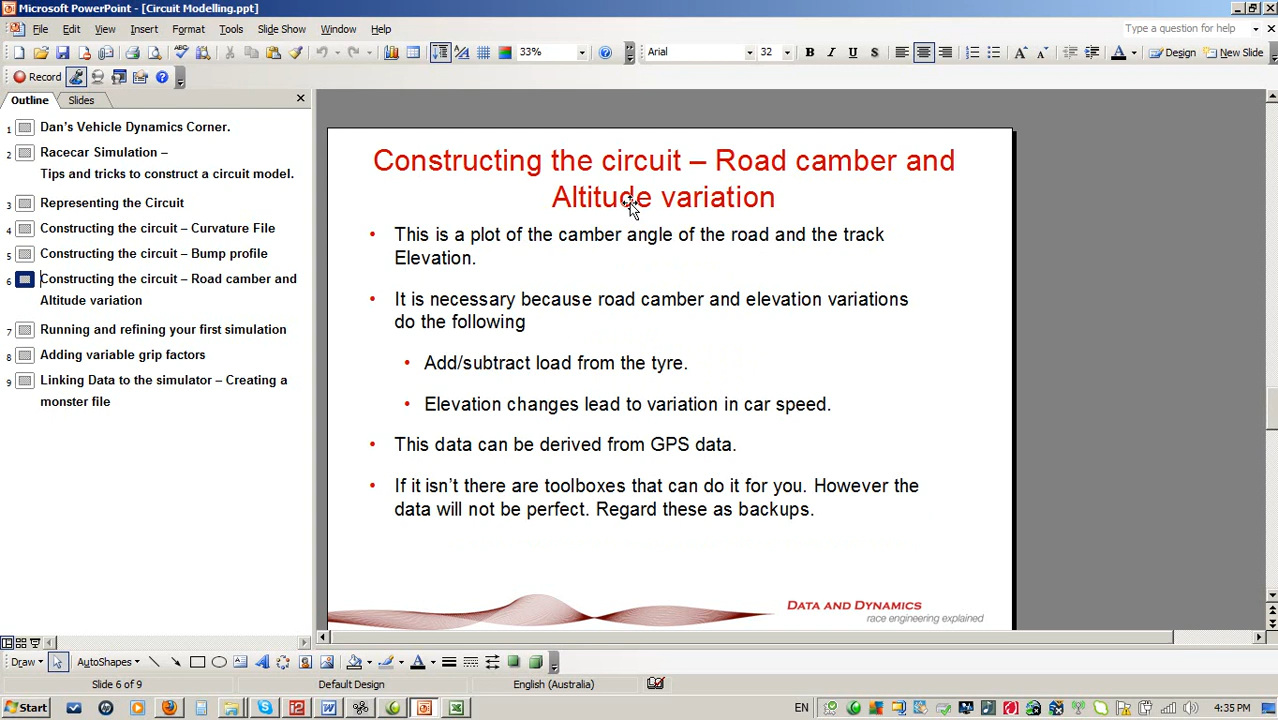 Microsoft PowerPoint - [Circuit Modelling.ppt]
File Edit View Insert Format Tools Slide Show Window Help
Type a question for help
33%
Arial
32
B I U S
Design
New Slide
Record
Outline Slides
1 Dan's Vehicle Dynamics Corner.
2 Racecar Simulation –
Tips and tricks to construct a circuit model.
3 Representing the Circuit
4 Constructing the circuit – Curvature File
5 Constructing the circuit – Bump profile
6 Constructing the circuit – Road camber and
Altitude variation
7 Running and refining your first simulation
8 Adding variable grip factors
9 Linking Data to the simulator – Creating a
monster file
Constructing the circuit – Road camber and
Altitude variation
• This is a plot of the camber angle of the road and the track
Elevation.
• It is necessary because road camber and elevation variations
do the following
• Add/subtract load from the tyre.
• Elevation changes lead to variation in car speed.
• This data can be derived from GPS data.
• If it isn't there are toolboxes that can do it for you. However the
data will not be perfect. Regard these as backups.
DATA AND DYNAMICS
race engineering explained
Draw AutoShapes
Slide 6 of 9
Default Design
English (Australia)
Start
EN
4:35 PM